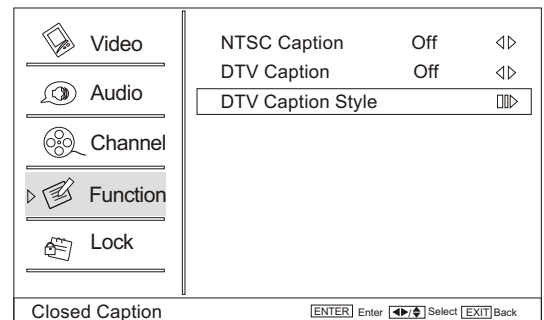 Video
Audio
Channel
Function
Lock
NTSC Caption Off
DTV Caption Off
DTV Caption Style
Closed Caption ENTER Enter ◀▶/▲▼ Select EXIT Back